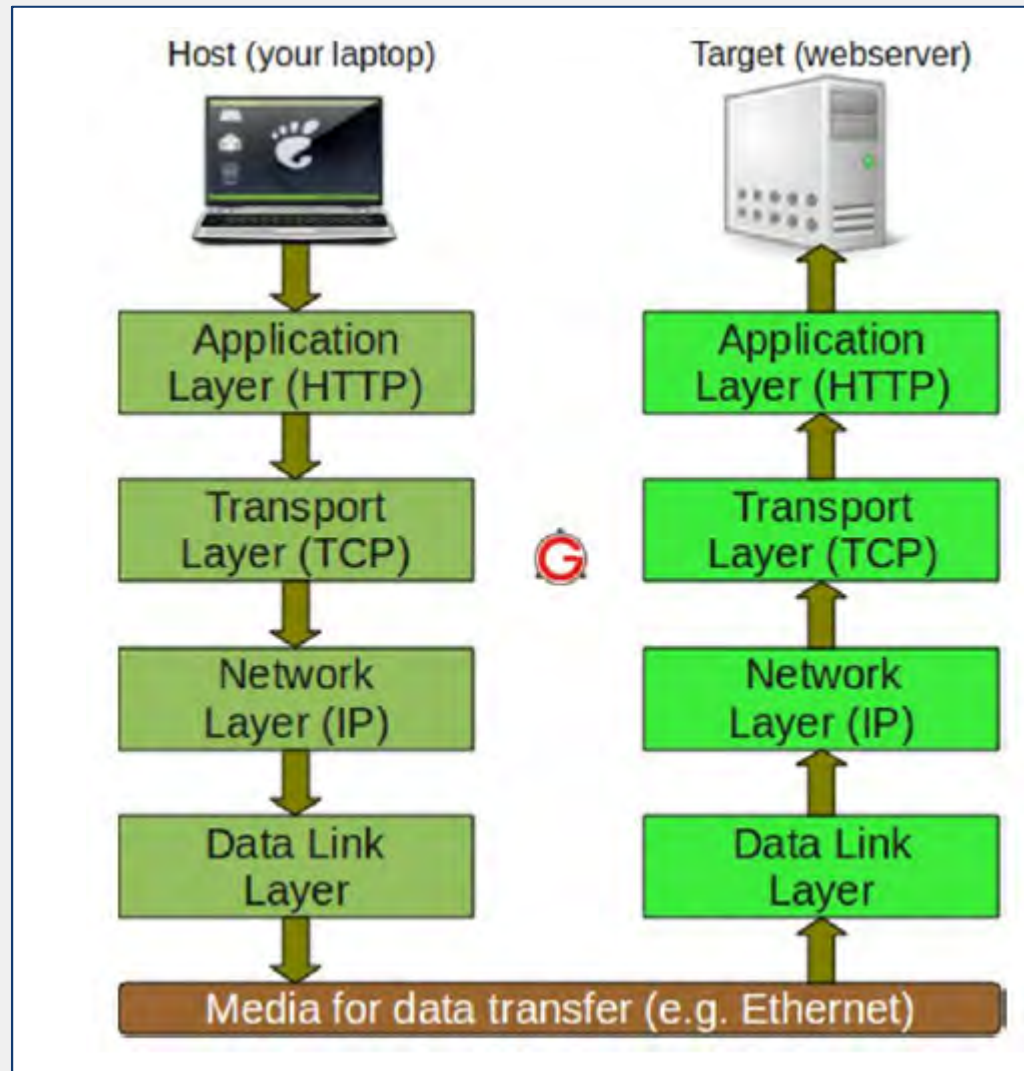 Host (your laptop)
Target (webserver)
Application
Layer (HTTP)
Application
Layer (HTTP)
Transport
Layer (TCP)
G
Transport
Layer (TCP)
Network
Layer (IP)
Network
Layer (IP)
Data Link
Layer
Data Link
Layer
Media for data transfer (e.g. Ethernet)